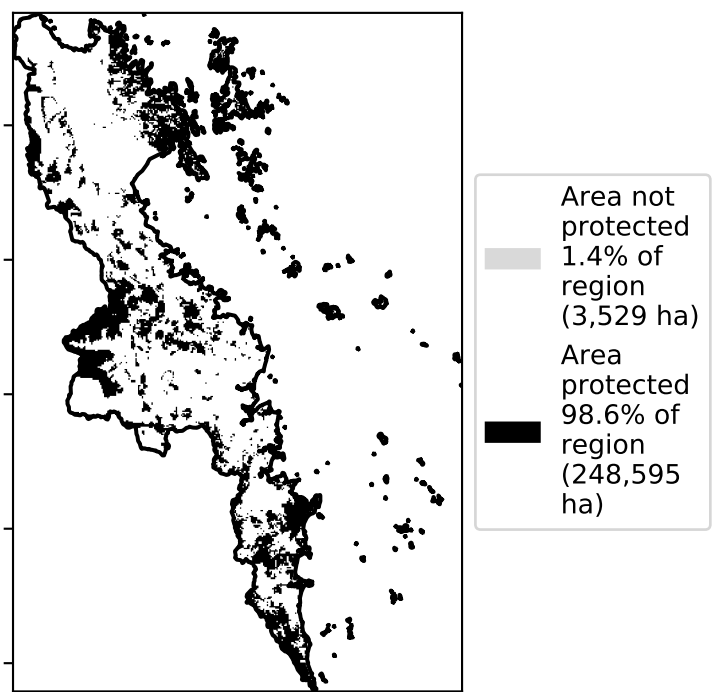 Area not
protected
1.4% of
region
(3,529 ha)
Area
protected
98.6% of
region
(248,595
ha)